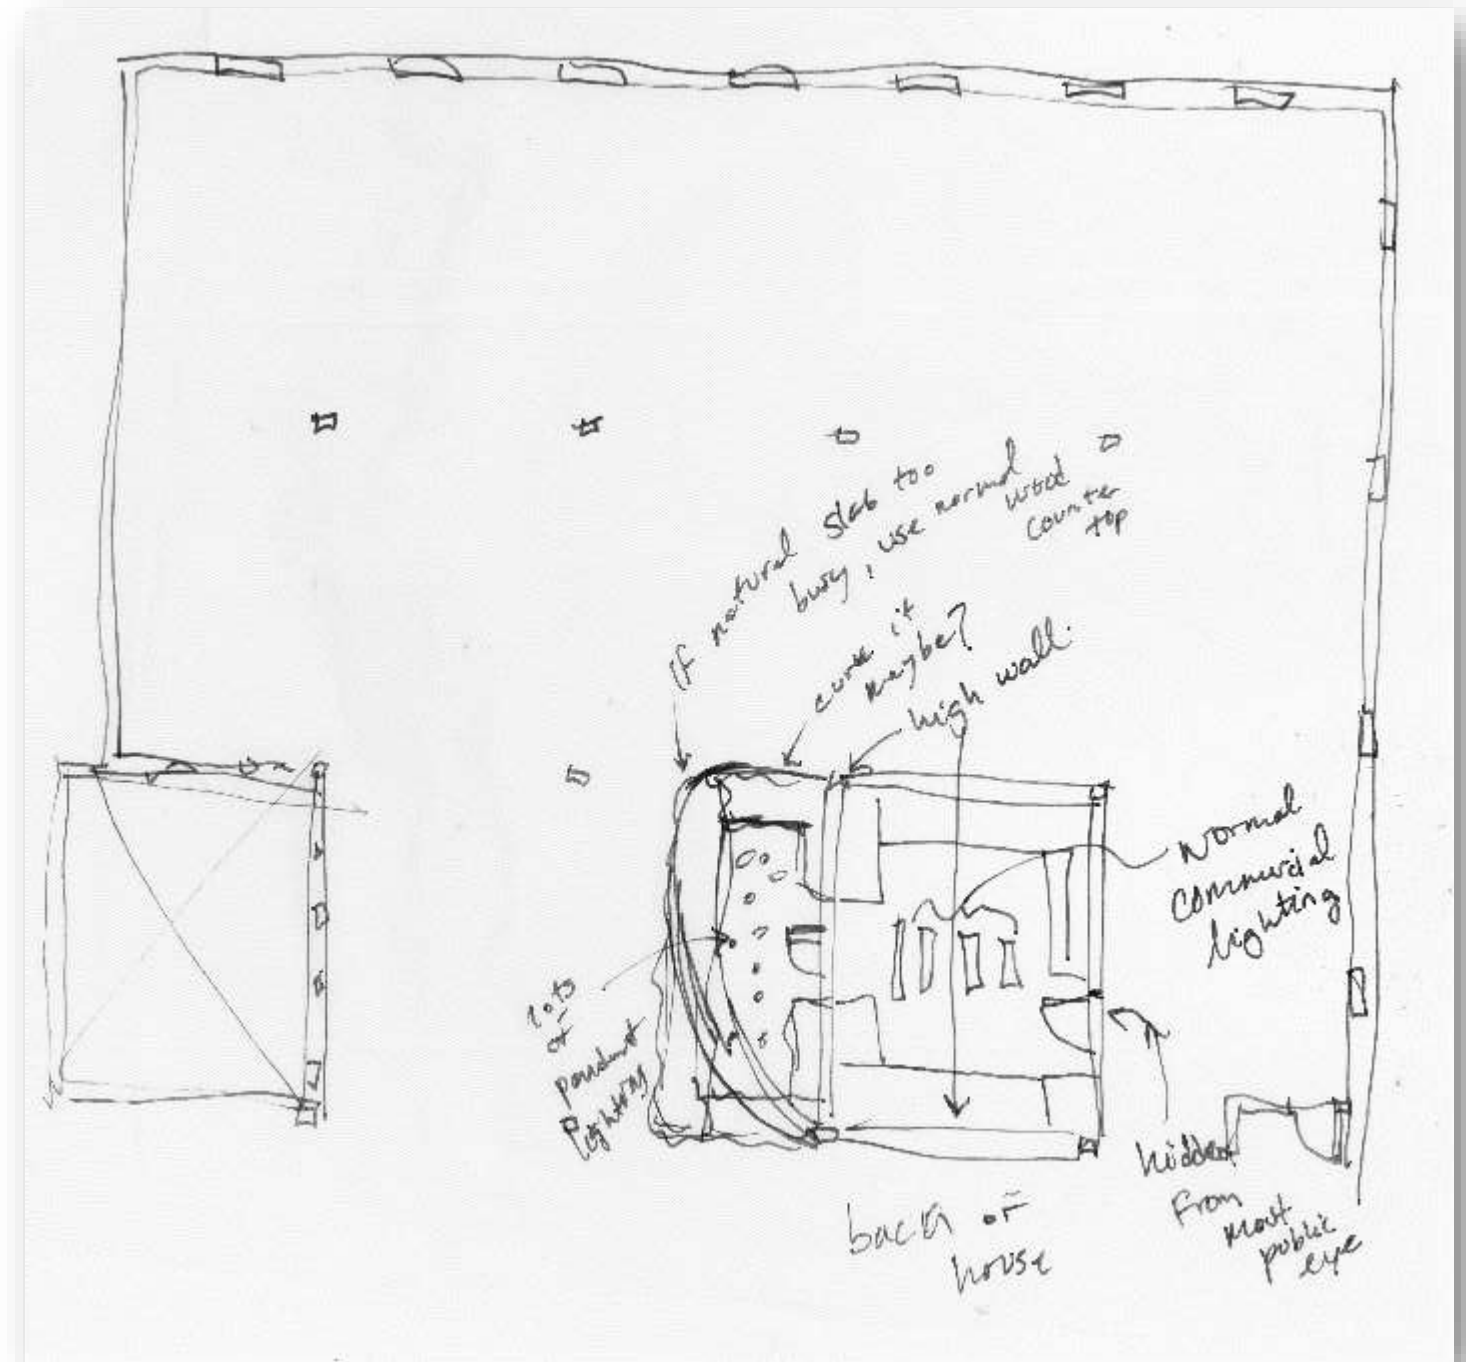 If natural slab too
busy, use normal
wood
counter
top
curve it
maybe?
high wall.
Normal
commercial
lighting
lots
of
pendant
lighting
hidden
from
most
public
eye
back of
house